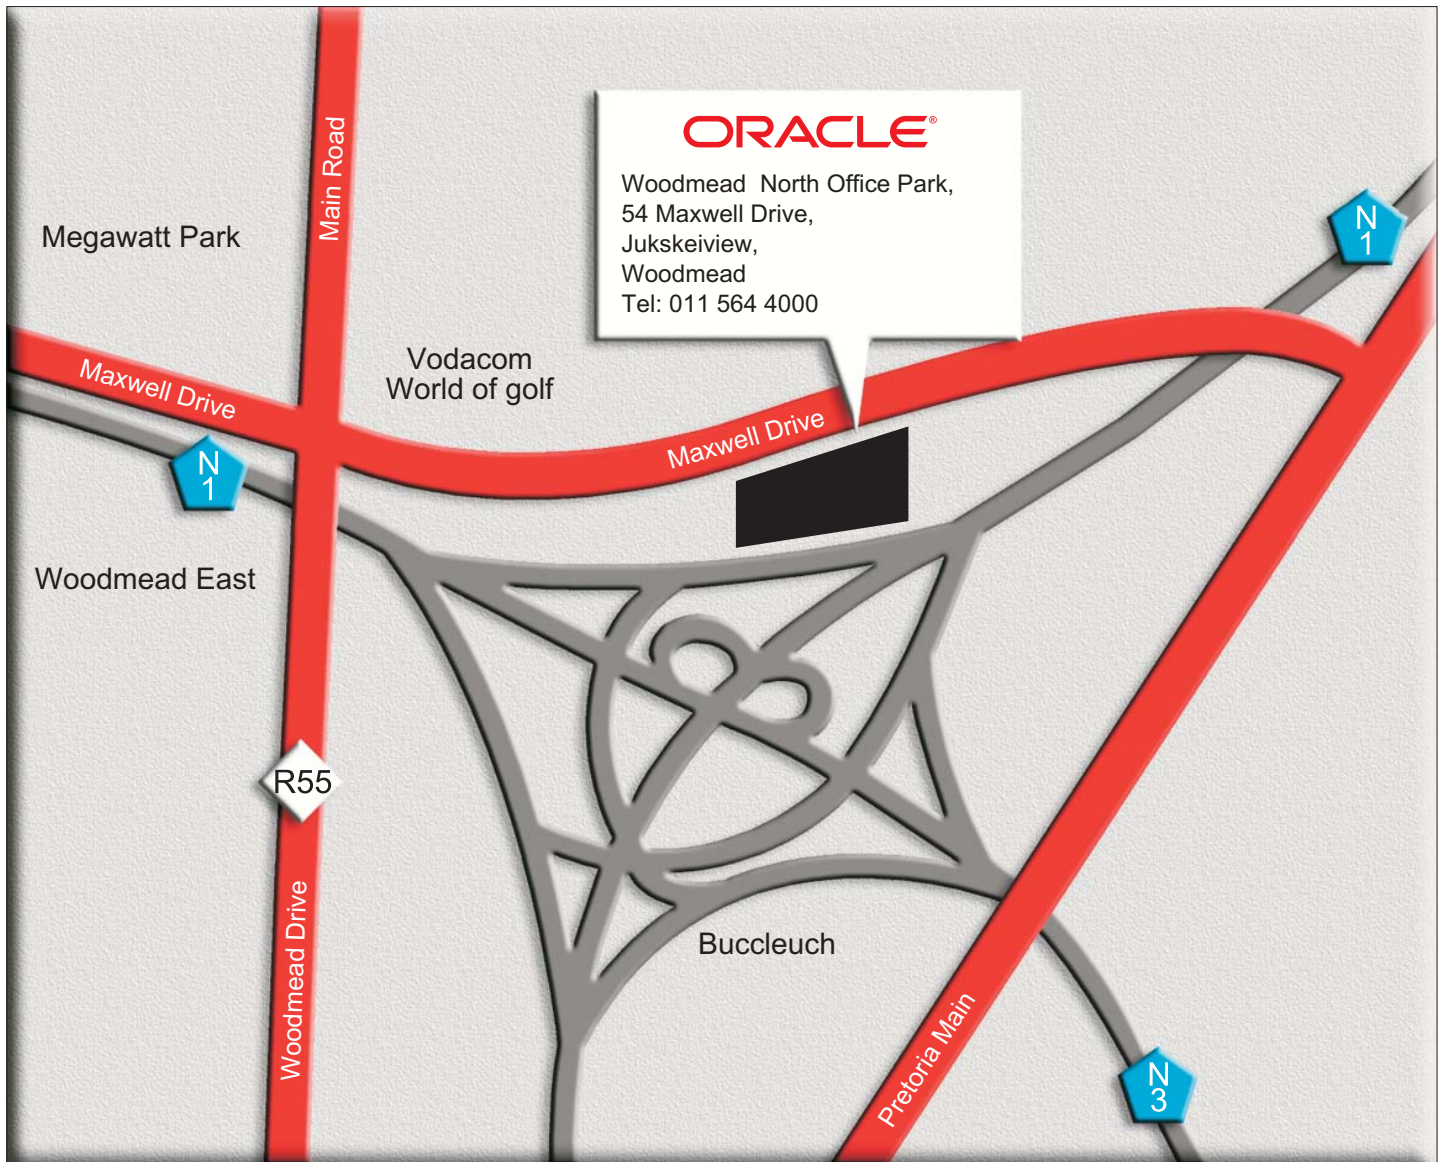 Main Road
ORACLE®
Woodmead North Office Park,
54 Maxwell Drive,
Jukskeiview,
Woodmead
Tel: 011 564 4000
N
1
Megawatt Park
Vodacom
World of golf
Maxwell Drive
Maxwell Drive
N
1
Woodmead East
R55
Woodmead Drive
Buccleuch
Pretoria Main
N
3